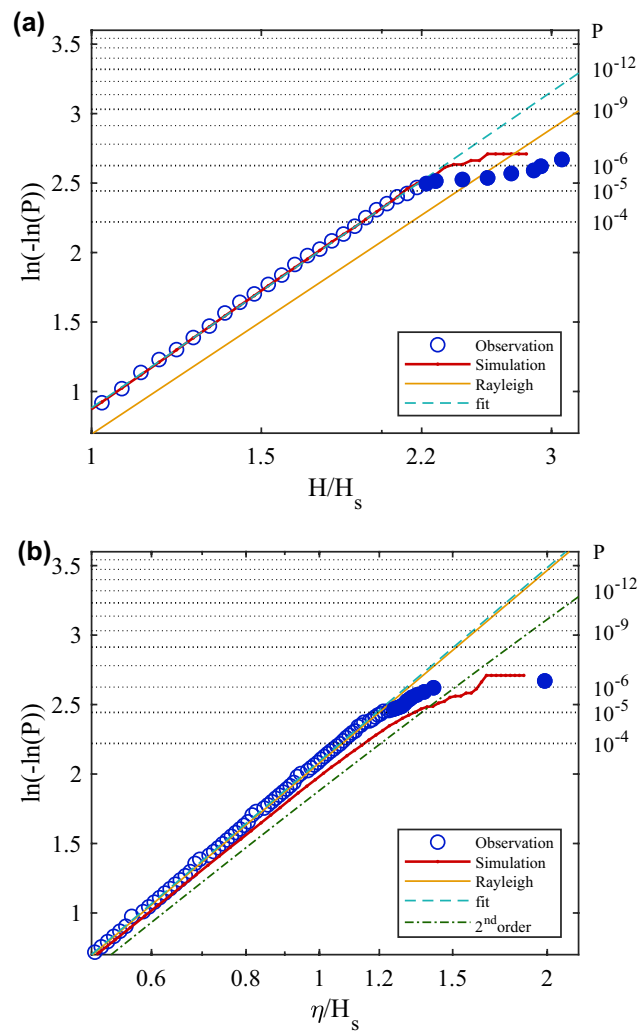 (a)
P
3.5
10-12
3
10-9
2.5
10-6
10-5
2
10-4
1.5
1
ln(-ln(P))
Observation
Simulation
Rayleigh
fit
1
1.5
2.2
3
H/Hs
(b)
P
3.5
10-12
3
10-9
2.5
10-6
10-5
2
10-4
1.5
1
ln(-ln(P))
Observation
Simulation
Rayleigh
fit
2nd order
0.6
0.8
1
1.2
1.5
2
η/Hs